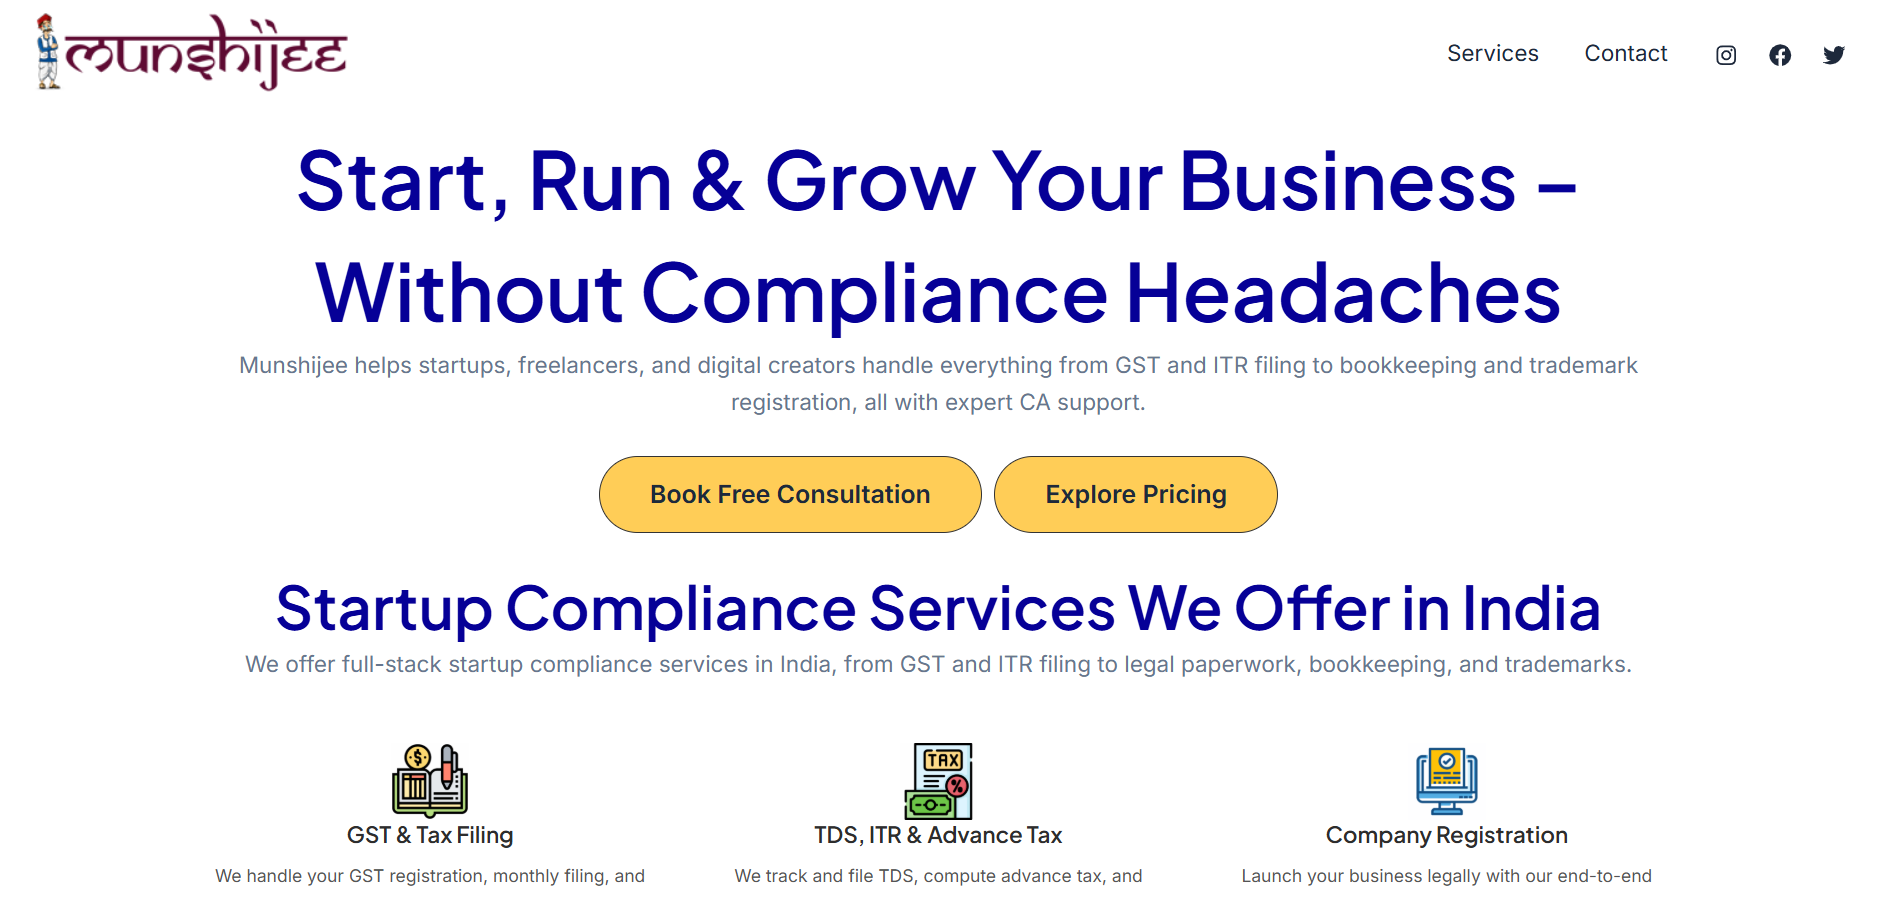 munshijee
Services
Contact
Start, Run & Grow Your Business –
Without Compliance Headaches
Munshijee helps startups, freelancers, and digital creators handle everything from GST and ITR filing to bookkeeping and trademark
registration, all with expert CA support.
Book Free Consultation
Explore Pricing
Startup Compliance Services We Offer in India
We offer full-stack startup compliance services in India, from GST and ITR filing to legal paperwork, bookkeeping, and trademarks.
$
TAX
%
GST & Tax Filing
TDS, ITR & Advance Tax
Company Registration
We handle your GST registration, monthly filing, and
We track and file TDS, compute advance tax, and
Launch your business legally with our end-to-end